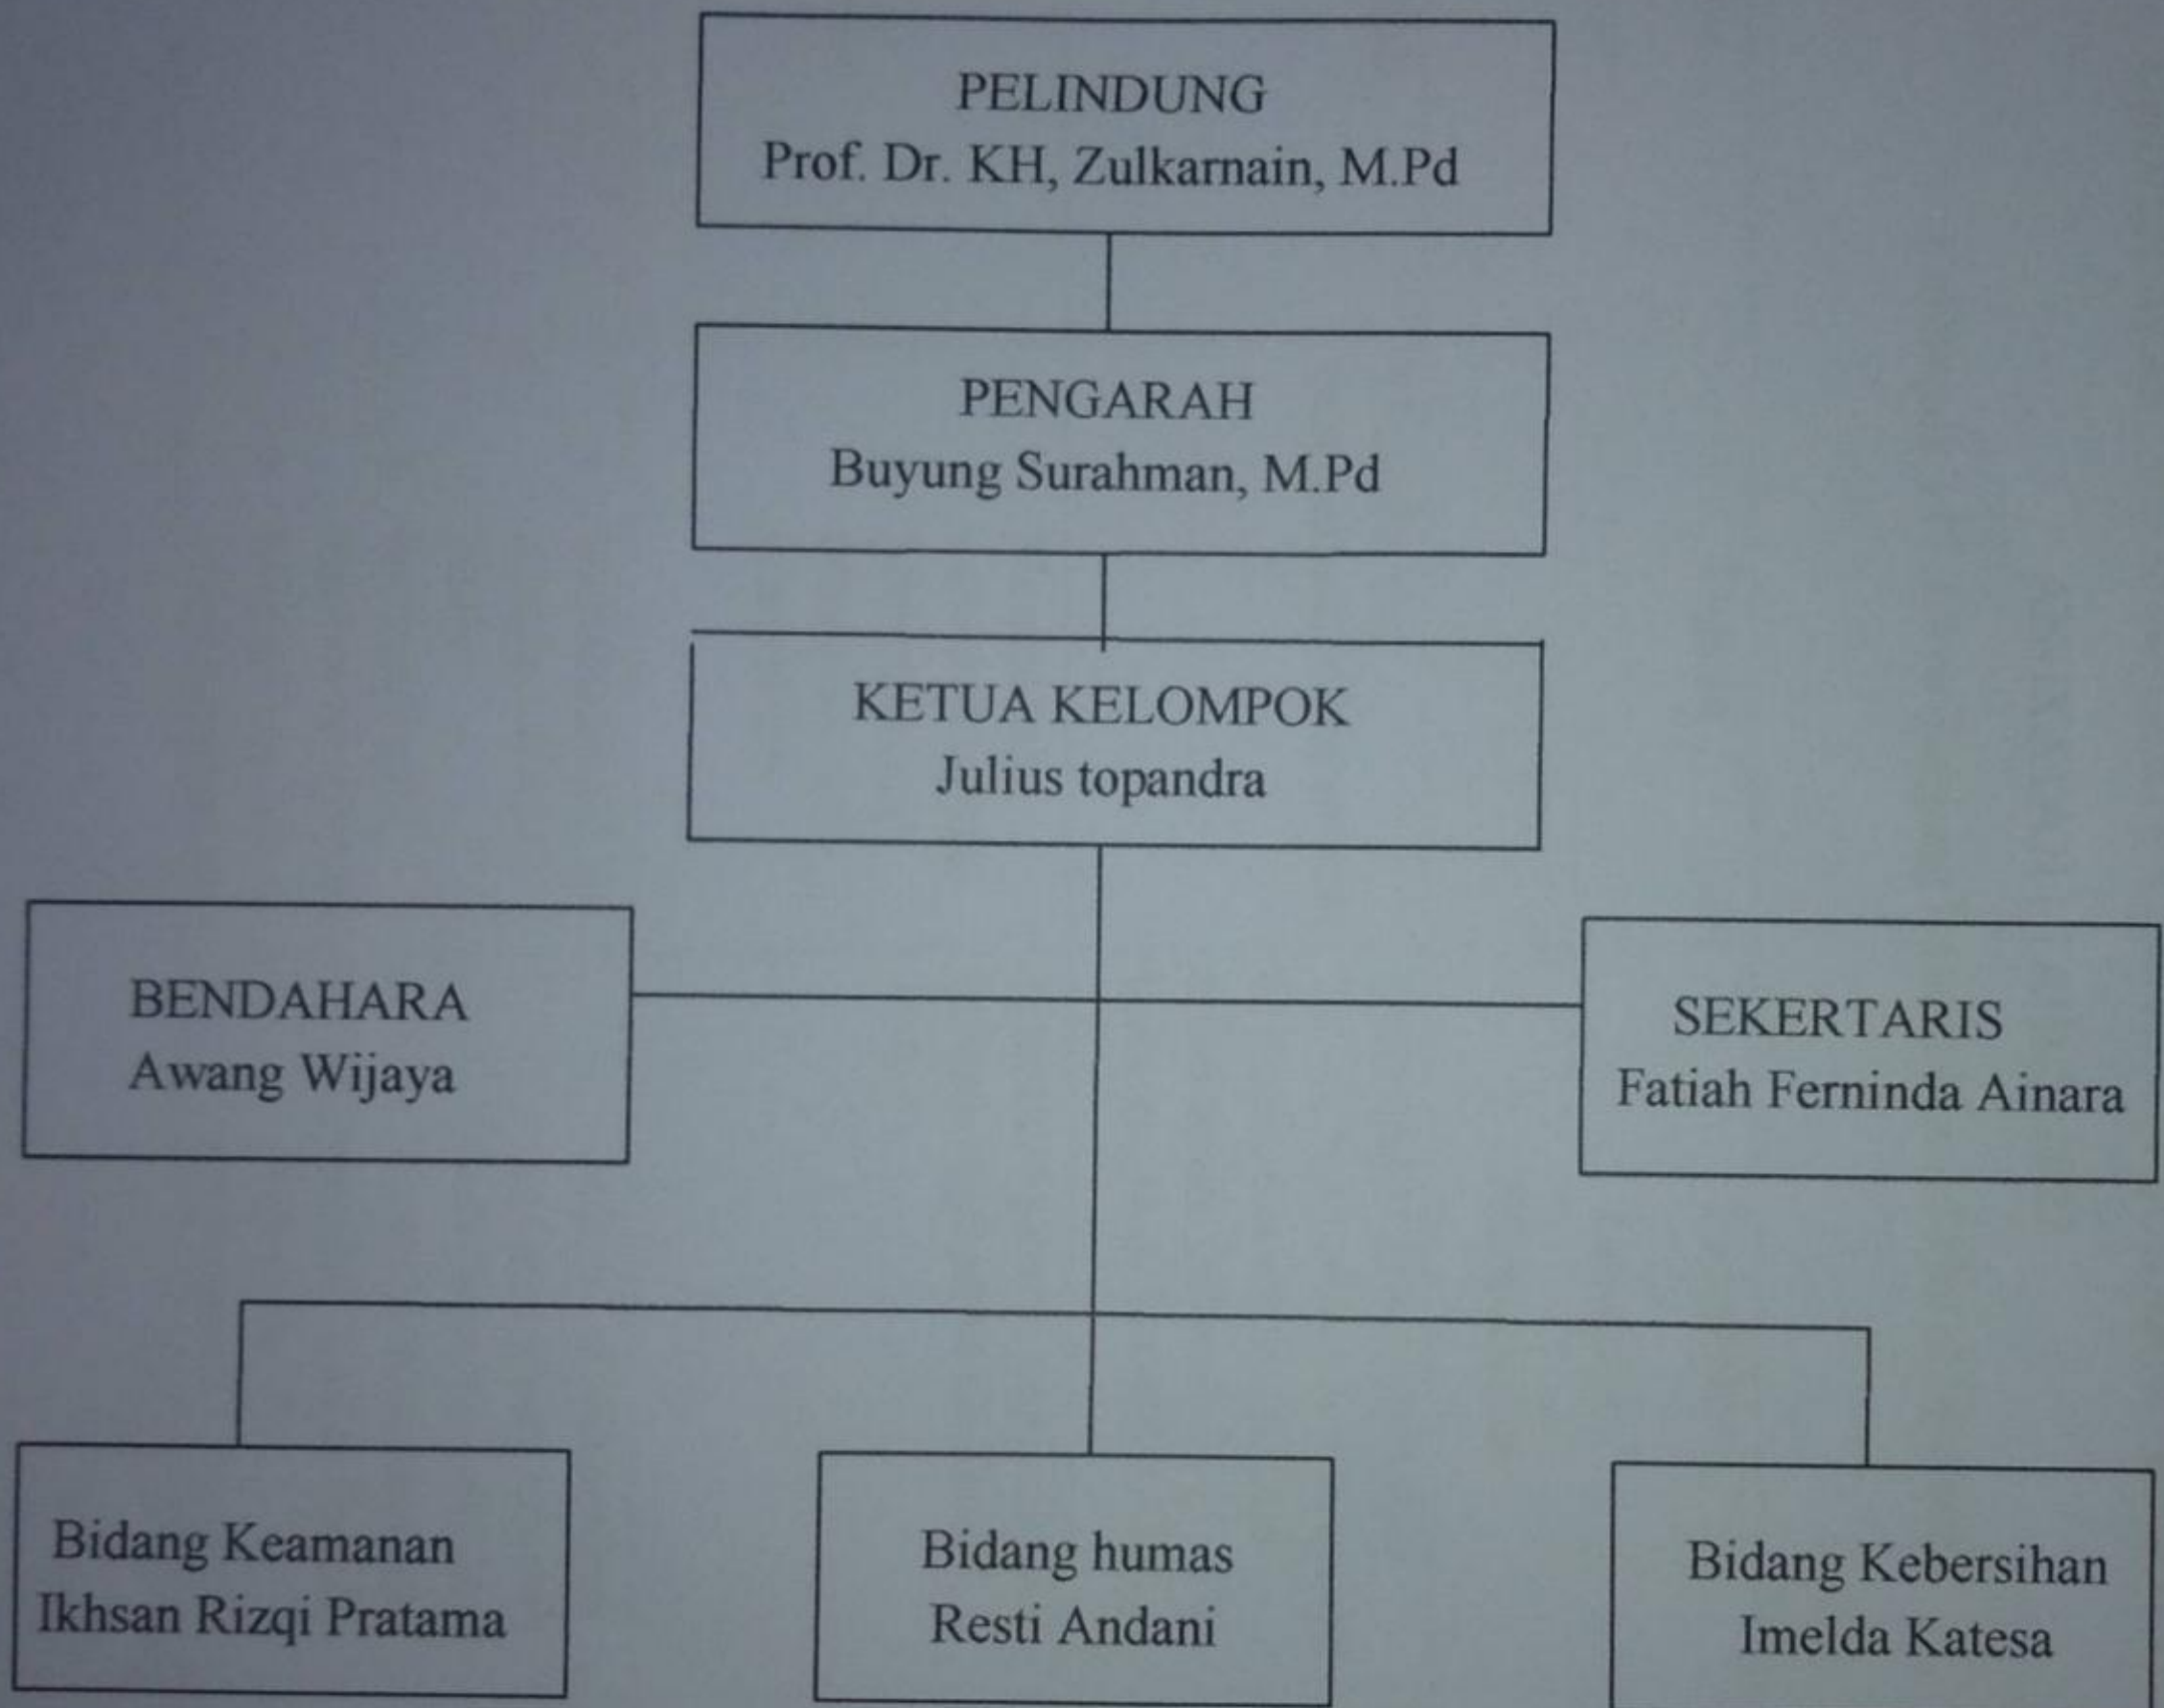 PELINDUNG
Prof. Dr. KH, Zulkarnain, M.Pd
PENGARAH
Buyung Surahman, M.Pd
KETUA KELOMPOK
Julius topandra
BENDAHARA
Awang Wijaya
SEKERTARIS
Fatiah Ferninda Ainara
Bidang Keamanan
Ikhsan Rizqi Pratama
Bidang humas
Resti Andani
Bidang Kebersihan
Imelda Katesa